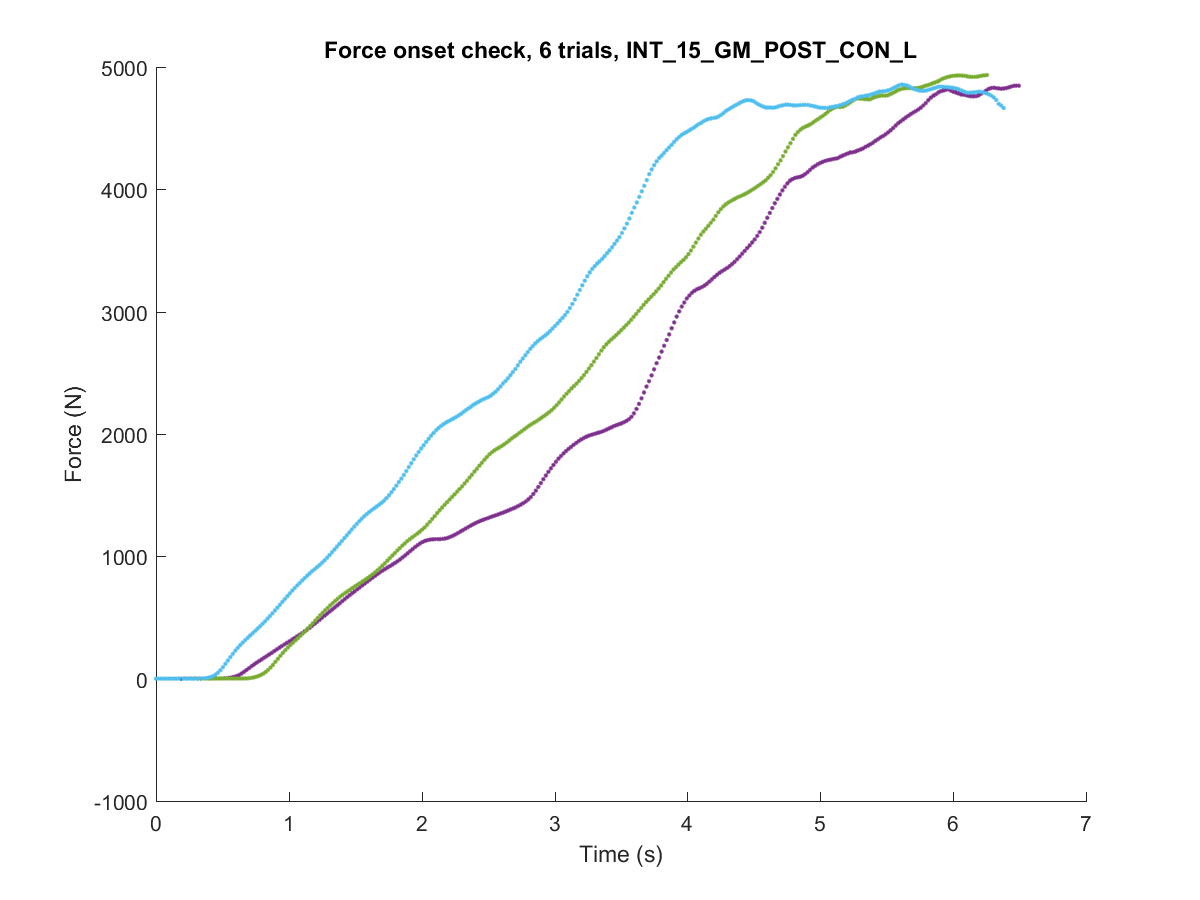 Force onset check, 6 trials, INT_15_GM_POST_CON_L
5000
4000
3000
2000
1000
0
-1000
Force (N)
0 1 2 3 4 5 6 7
Time (s)